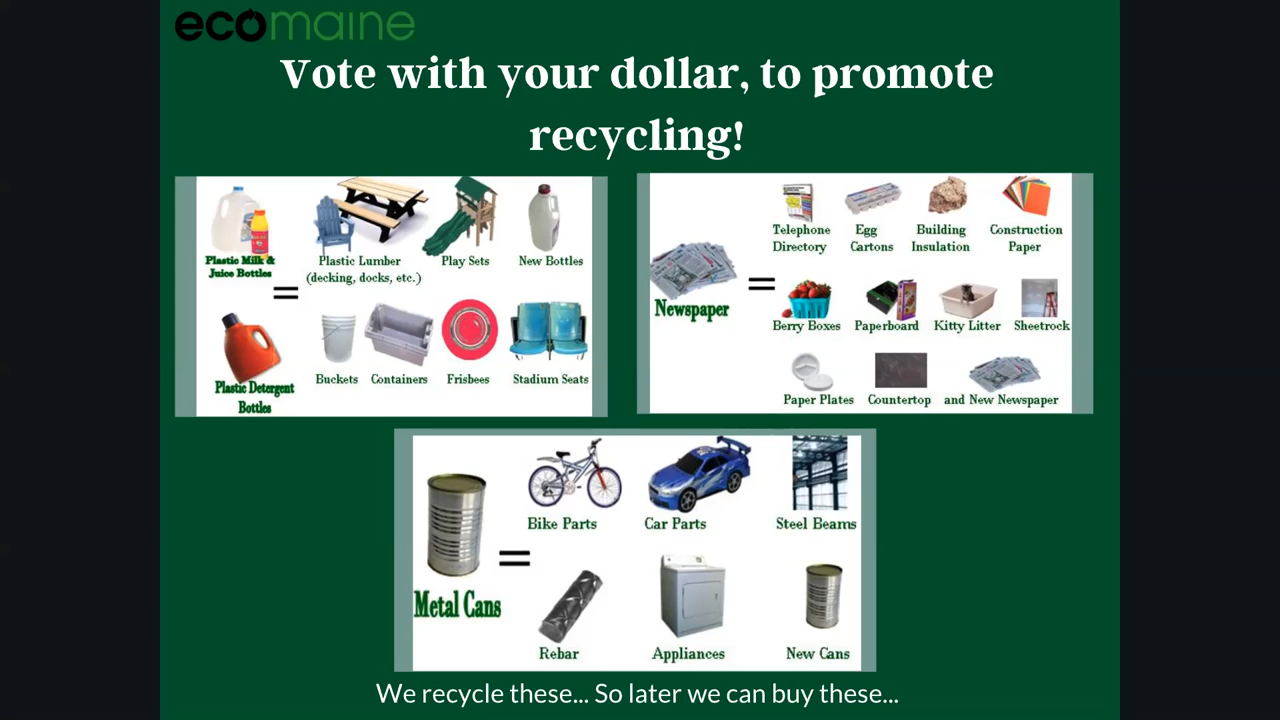 ecomaine
Vote with your dollar, to promote
recycling!
Plastic Milk &
Juice Bottles
=
Plastic Detergent
Bottles
Plastic Lumber
(decking, docks, etc.)
Play Sets
New Bottles
Buckets
Containers
Frisbees
Stadium Seats
Newspaper
=
Telephone
Directory
Egg
Cartons
Building
Insulation
Construction
Paper
Berry Boxes
Paperboard
Kitty Litter
Sheetrock
Paper Plates
Countertop
and New Newspaper
Metal Cans
=
Bike Parts
Car Parts
Steel Beams
Rebar
Appliances
New Cans
We recycle these... So later we can buy these...